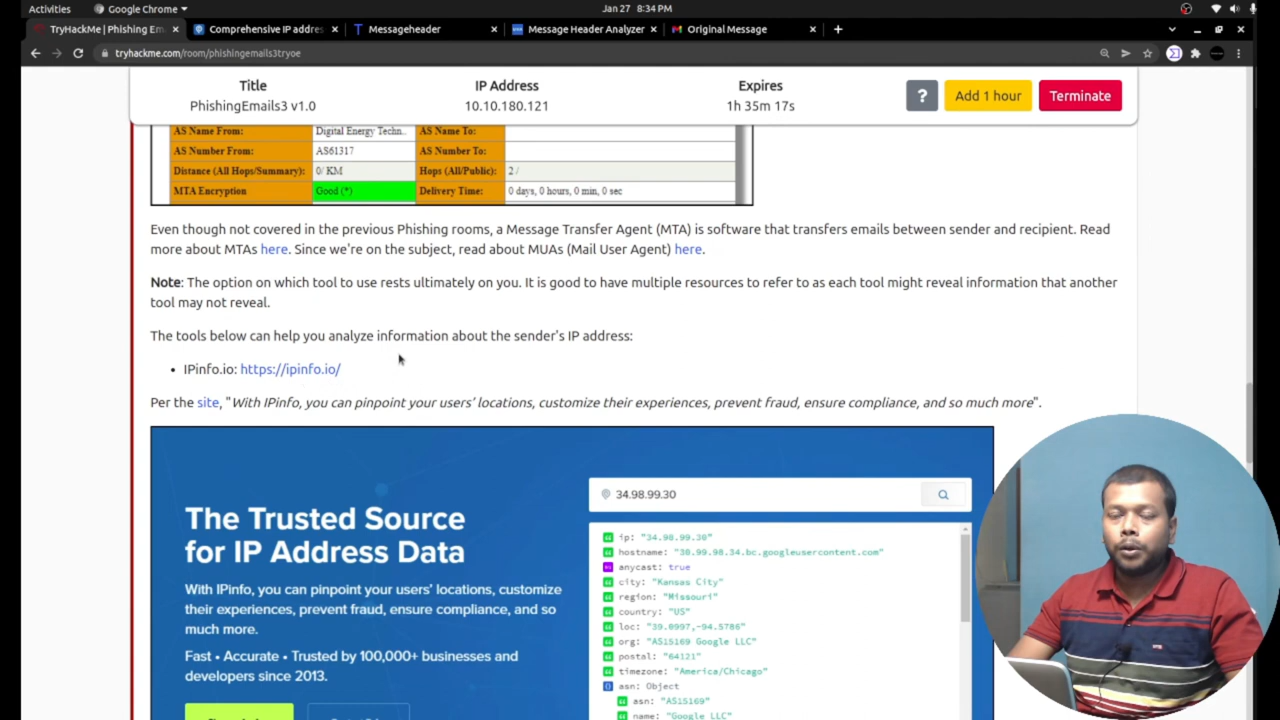 Activities
Google Chrome
Jan 27 8:34 PM
TryHackMe | Phishing Em
Comprehensive IP addres
Messageheader
Message Header Analyzer
Original Message
tryhackme.com/room/phishingemails3tryoe
Title
IP Address
Expires
PhishingEmails3 v1.0
10.10.180.121
1h 35m 17s
?
Add 1 hour
Terminate
AS Name From:
Digital Energy Techn..
AS Name To:
AS Number From:
AS61317
AS Number To:
Distance (All Hops/Summary):
0/ KM
Hops (All/Public):
2 /
MTA Encryption
Good (*)
Delivery Time:
0 days, 0 hours, 0 min, 0 sec
Even though not covered in the previous Phishing rooms, a Message Transfer Agent (MTA) is software that transfers emails between sender and recipient. Read
more about MTAs here. Since we're on the subject, read about MUAs (Mail User Agent) here.
Note: The option on which tool to use rests ultimately on you. It is good to have multiple resources to refer to as each tool might reveal information that another
tool may not reveal.
The tools below can help you analyze information about the sender's IP address:
• IPinfo.io: https://ipinfo.io/
Per the site, "With IPinfo, you can pinpoint your users' locations, customize their experiences, prevent fraud, ensure compliance, and so much more".
The Trusted Source
for IP Address Data
With IPinfo, you can pinpoint your users' locations, customize
their experiences, prevent fraud, ensure compliance, and so
much more.
Fast • Accurate • Trusted by 100,000+ businesses and
developers since 2013.
34.98.99.30
ip: "34.98.99.30"
hostname: "30.99.98.34.bc.googleusercontent.com"
anycast: true
city: "Kansas City"
region: "Missouri"
country: "US"
loc: "39.0997,-94.5786"
org: "AS15169 Google LLC"
postal: "64121"
timezone: "America/Chicago"
asn: Object
asn: "AS15169"
name: "Google LLC"